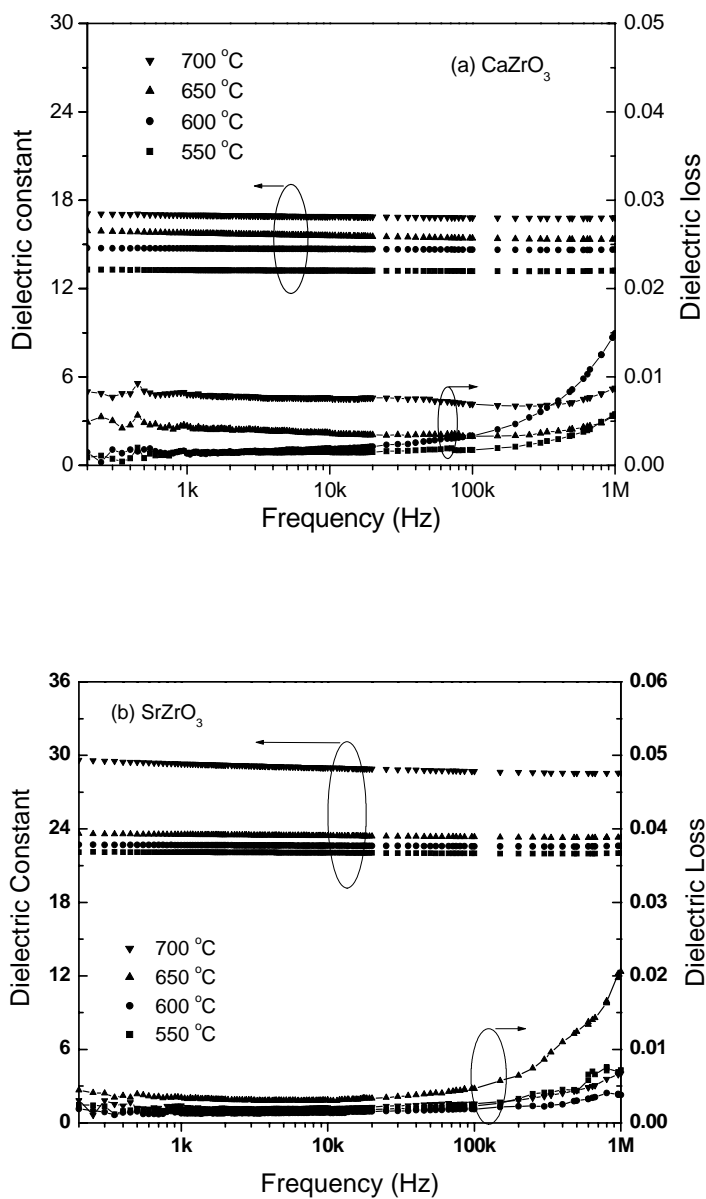 30
24
18
12
6
0
Dielectric constant
700 °C
650 °C
600 °C
550 °C
(a) CaZrO3
0.05
0.04
0.03
0.02
0.01
0.00
Dielectric loss
1k 10k 100k 1M
Frequency (Hz)
36
30
24
18
12
6
0
Dielectric Constant
(b) SrZrO3
700 °C
650 °C
600 °C
550 °C
0.06
0.05
0.04
0.03
0.02
0.01
0.00
Dielectric Loss
1k 10k 100k 1M
Frequency (Hz)